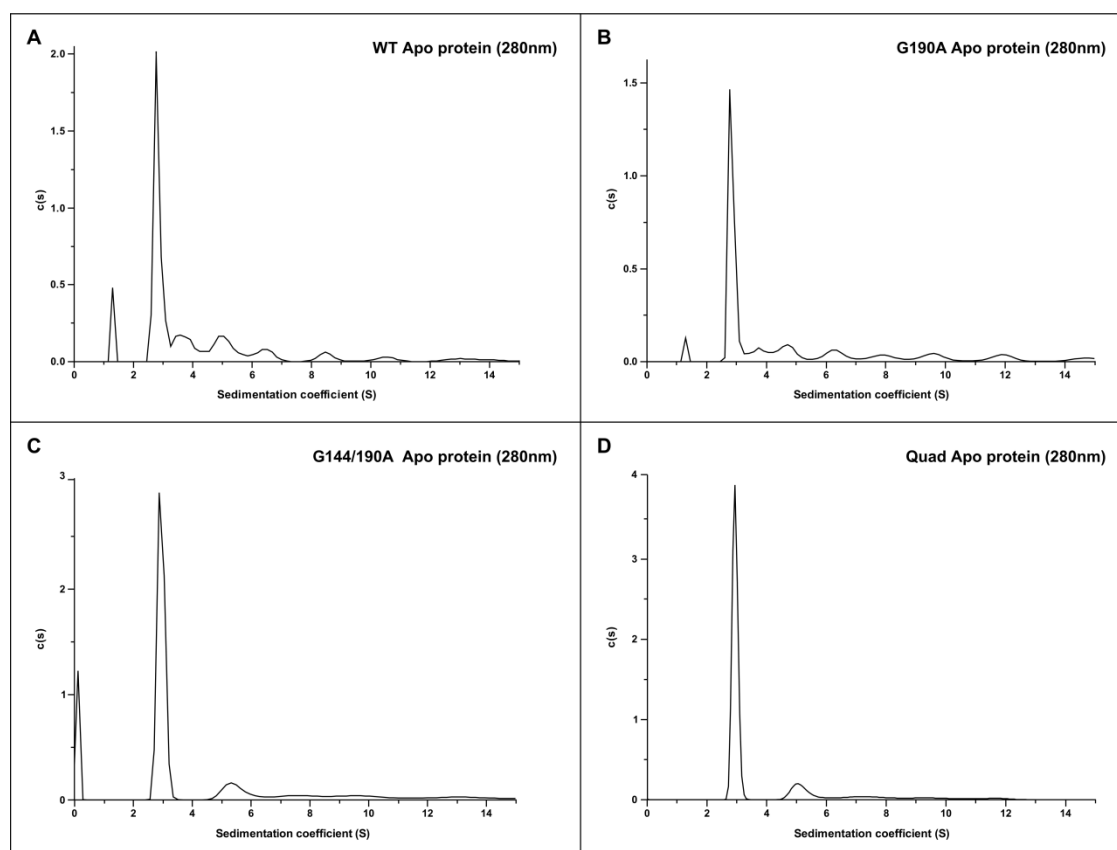 A
WT Apo protein (280nm)
2.0
1.5
1.0
0.5
0.0
c(s)
0 2 4 6 8 10 12 14
Sedimentation coefficient (S)
B
G190A Apo protein (280nm)
1.5
1.0
0.5
0.0
c(s)
0 2 4 6 8 10 12 14
Sedimentation coefficient (S)
C
G144/190A Apo protein (280nm)
3
2
1
0
c(s)
0 2 4 6 8 10 12 14
Sedimentation coefficient (S)
D
Quad Apo protein (280nm)
4
3
2
1
0
c(s)
0 2 4 6 8 10 12 14
Sedimentation coefficient (S)